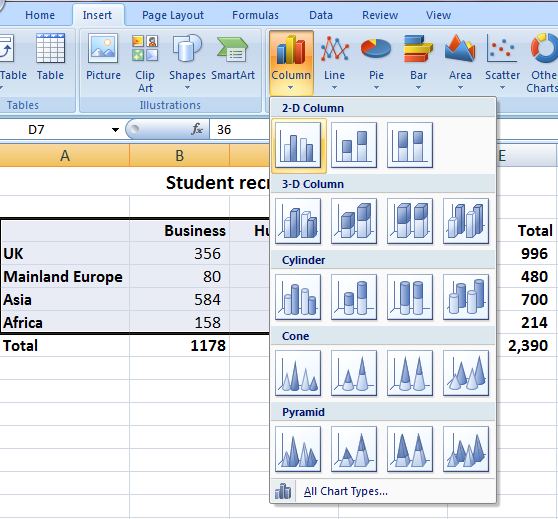 Home Insert Page Layout Formulas Data Review View
Table Table Picture Clip Art Shapes SmartArt Column Line Pie Bar Area Scatter Othe Charts
Tables Illustrations
2-D Column
D7 fx 36
A B E
3-D Column
Student recr
Business Hu Total
UK 356 996
Mainland Europe 80 480
Cylinder
Asia 584 700
Africa 158 214
Total 1178 2,390
Cone
Pyramid
All Chart Types...